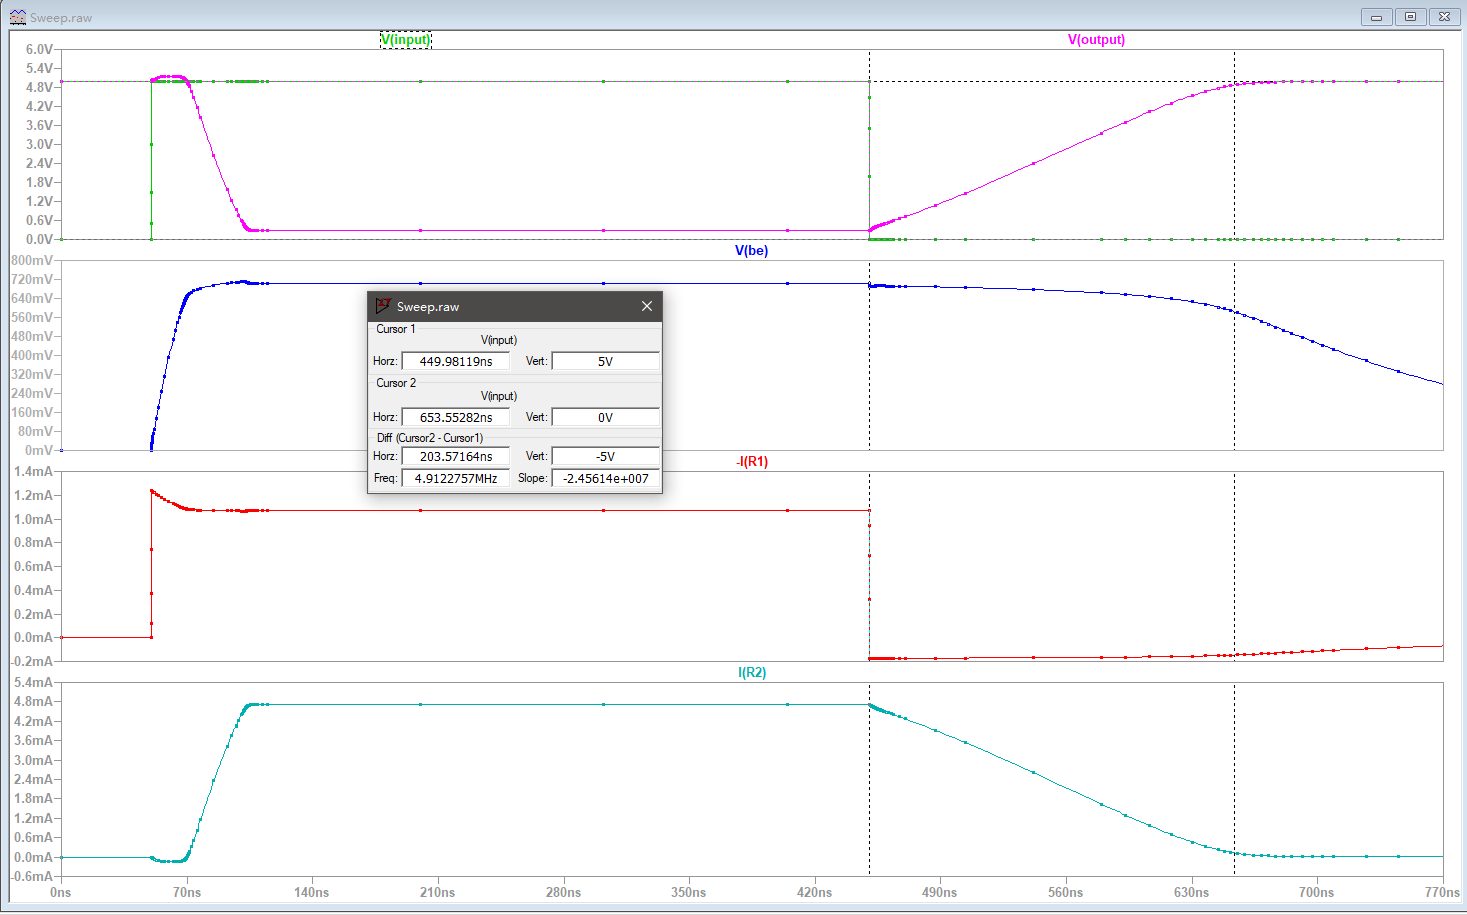 Sweep.raw
V(input)
V(output)
6.0V
5.4V
4.8V
4.2V
3.6V
3.0V
2.4V
1.8V
1.2V
0.6V
0.0V
V(be)
800mV
720mV
640mV
560mV
480mV
400mV
320mV
240mV
160mV
80mV
0mV
Sweep.raw
Cursor 1
V(input)
Horz: 449.98119ns Vert: 5V
Cursor 2
V(input)
Horz: 653.55282ns Vert: 0V
Diff (Cursor2 - Cursor1)
Horz: 203.57164ns Vert: -5V
Freq: 4.9122757MHz Slope: -2.45614e+007
-I(R1)
1.4mA
1.2mA
1.0mA
0.8mA
0.6mA
0.4mA
0.2mA
0.0mA
-0.2mA
I(R2)
5.4mA
4.8mA
4.2mA
3.6mA
3.0mA
2.4mA
1.8mA
1.2mA
0.6mA
0.0mA
-0.6mA
0ns 70ns 140ns 210ns 280ns 350ns 420ns 490ns 560ns 630ns 700ns 770ns